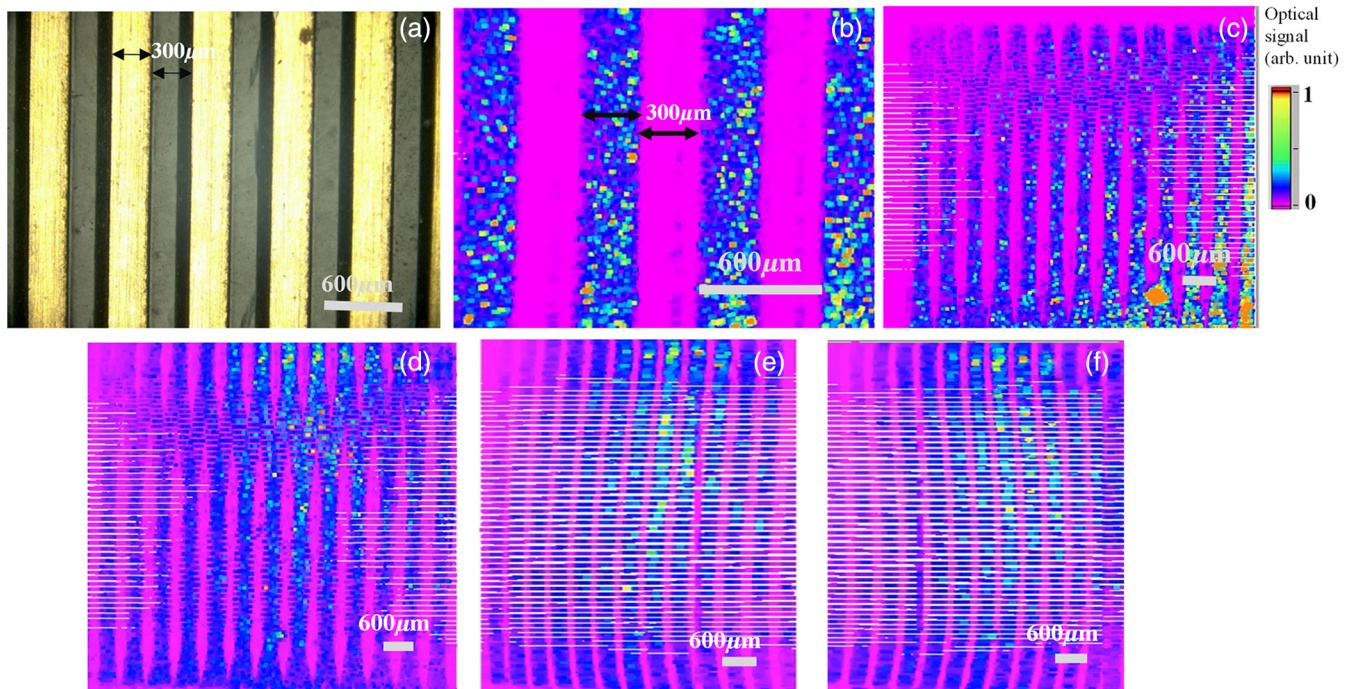 (a)
300μm
600μm
(b)
300μm
600μm
(c)
600μm
Optical
signal
(arb. unit)
1
0
(d)
600μm
(e)
600μm
(f)
600μm